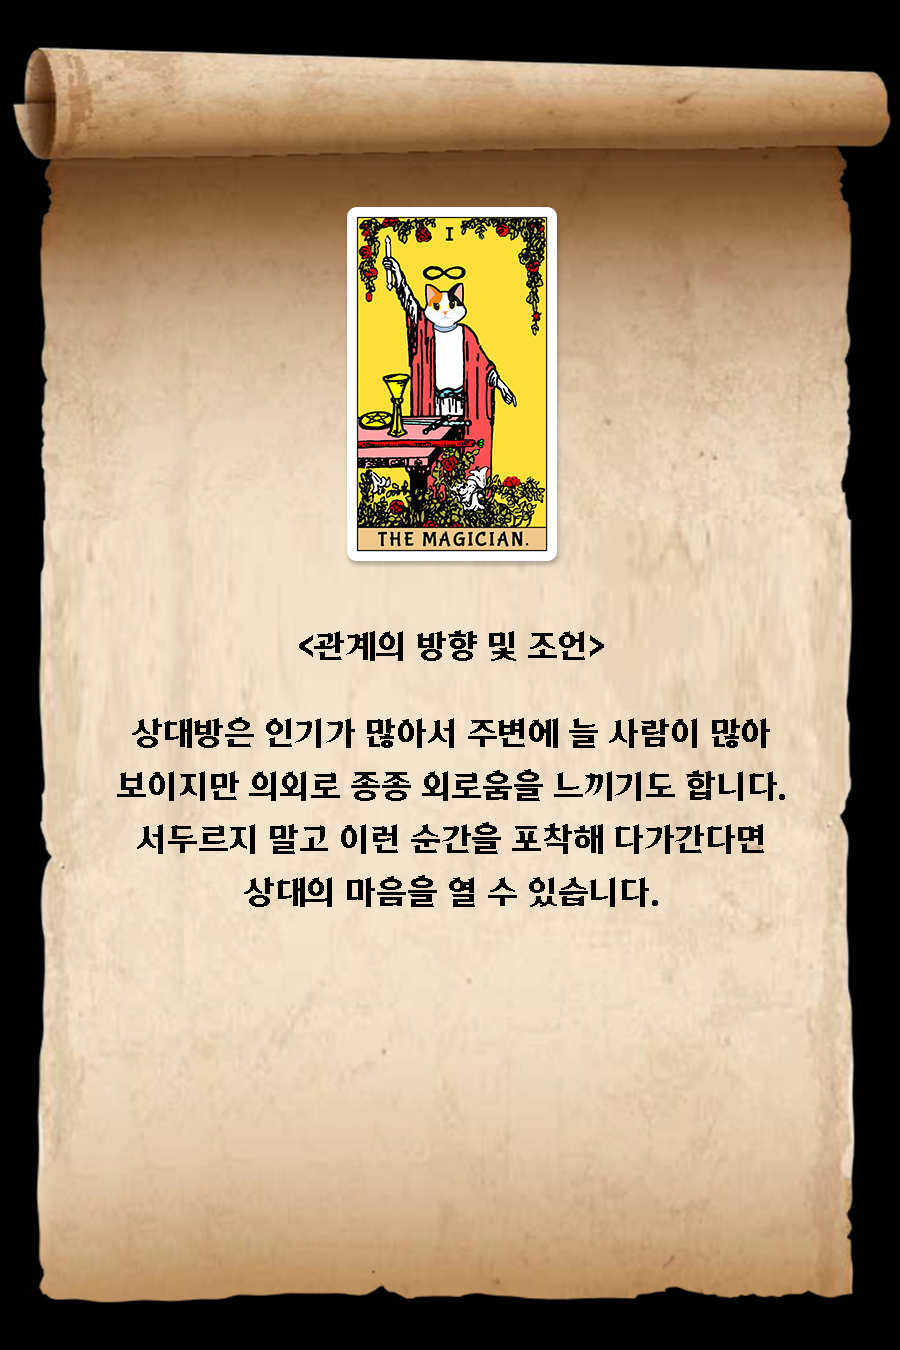 I
THE MAGICIAN.
<관계의 방향 및 조언>
상대방은 인기가 많아서 주변에 늘 사람이 많아
보이지만 의외로 종종 외로움을 느끼기도 합니다.
서두르지 말고 이런 순간을 포착해 다가간다면
상대의 마음을 열 수 있습니다.